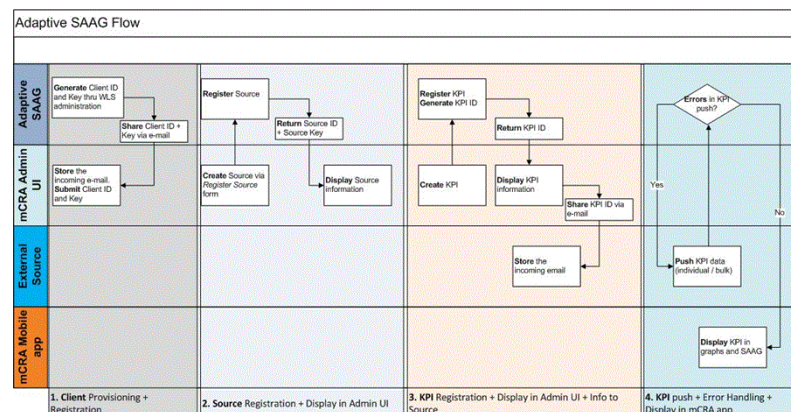 Adaptive SAAG Flow
Adaptive
SAAG
Generate Client ID
and Key thru WLS
administration
Share Client ID +
Key via e-mail
Register Source
Return Source ID
+ Source Key
Register KPI
Generate KPI ID
Return KPI ID
Errors in KPI
push?
mCRA Admin
UI
Store the
incoming e-mail.
Submit Client ID
and Key
Create Source via
Register Source
form
Display Source
information
Create KPI
Display KPI
information
Share KPI ID via
e-mail
Yes
No
External
Source
Store the
incoming email
Push KPI data
(individual / bulk)
mCRA Mobile
app
Display KPI in
graphs and SAAG
1. Client Provisioning +
Registration
2. Source Registration + Display in Admin UI
3. KPI Registration + Display in Admin UI + Info to
Source
4. KPI push + Error Handling +
Display in mCRA app